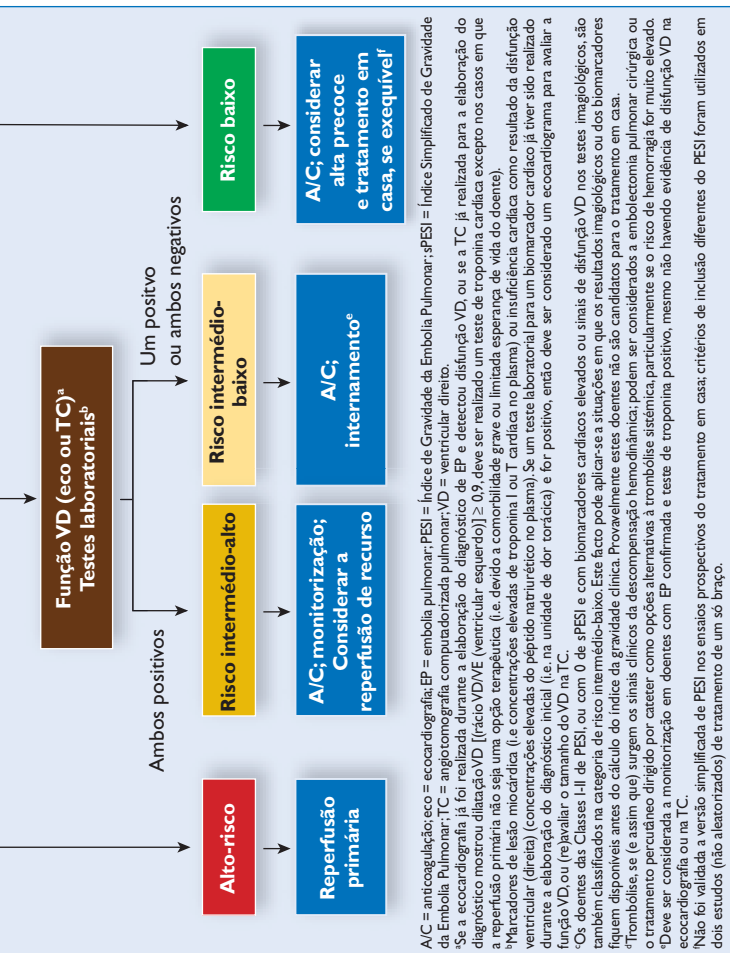 Função VD (eco ou TC)ᵃ
Testes laboratoriaisᵇ
Ambos positivos
Um positvo
ou ambos negativos
Alto-risco
Risco intermédio-alto
Risco intermédio-
baixo
Risco baixo
Reperfusão
primária
A/C; monitorização;
Considerar a
reperfusão de recurso
A/C;
internamentoᵉ
A/C; considerar
alta precoce
e tratamento em
casa, se exequívelᶠ
A/C = anticoagulação; eco = ecocardiografia; EP = embolia pulmonar; PESI = Índice de Gravidade da Embolia Pulmonar; sPESI = Índice Simplificado de Gravidade
da Embolia Pulmonar; TC = angiotomografia computadorizada pulmonar; VD = ventricular direito.
ᵃSe a ecocardiografia já foi realizada durante a elaboração do diagnóstico de EP e detectou disfunção VD, ou se a TC já realizada para a elaboração do
diagnóstico mostrou dilatação VD [(rácio VD/VE (ventricular esquerdo)] ≥ 0,9, deve ser realizado um teste de troponina cardíaca excepto nos casos em que
a reperfusão primária não seja uma opção terapêutica (i.e. devido a comorbilidade grave ou limitada esperança de vida do doente).
ᵇMarcadores de lesão miocárdica (i.e concentrações elevadas de troponina I ou T cardíaca no plasma) ou insuficiência cardíaca como resultado da disfunção
ventricular (direita) (concentrações elevadas do péptido natriurético no plasma). Se um teste laboratorial para um biomarcador cardíaco já tiver sido realizado
durante a elaboração do diagnóstico inicial (i.e. na unidade de dor torácica) e for positivo, então deve ser considerado um ecocardiograma para avaliar a
função VD, ou (re)avaliar o tamanho do VD na TC.
ᶜOs doentes das Classes I-II de PESI, ou com 0 de sPESI e com biomarcadores cardíacos elevados ou sinais de disfunção VD nos testes imagiológicos, são
também classificados na categoria de risco intermédio-baixo. Este facto pode aplicar-se a situações em que os resultados imagiológicos ou dos biomarcadores
fiquem disponíveis antes do cálculo do índice da gravidade clínica. Provavelmente estes doentes não são candidatos para o tratamento em casa.
ᵈTrombólise, se (e assim que) surgem os sinais clínicos da descompensação hemodinâmica; podem ser considerados a embolectomia pulmonar cirúrgica ou
o tratamento percutâneo dirigido por cateter como opções alternativas à trombólise sistémica, particularmente se o risco de hemorragia for muito elevado.
ᵉDeve ser considerada a monitorização em doentes com EP confirmada e teste de troponina positivo, mesmo não havendo evidência de disfunção VD na
ecocardiografia ou na TC.
ᶠNão foi validada a versão simplificada de PESI nos ensaios prospectivos do tratamento em casa; critérios de inclusão diferentes do PESI foram utilizados em
dois estudos (não aleatorizados) de tratamento de um só braço.